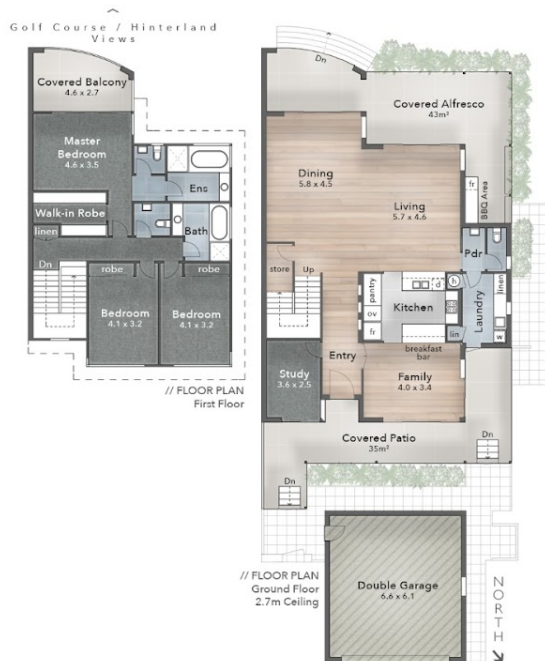 Golf Course / Hinterland
Views
Covered Balcony
4.6 x 2.7
Master
Bedroom
4.6 x 3.5
Ens
Walk-in Robe
Bath
linen
Dn
robe
robe
Bedroom
4.1 x 3.2
Bedroom
4.1 x 3.2
// FLOOR PLAN
First Floor
Dn
Covered Alfresco
43m²
Dining
5.8 x 4.5
Living
5.7 x 4.6
fr
BBQ Area
Pdr
store
Up
pantry
ov
fr
d
Kitchen
h
Laundry
linen
lin
w
breakfast
bar
Entry
Study
3.6 x 2.5
Family
4.0 x 3.4
Covered Patio
35m²
Dn
Dn
// FLOOR PLAN
Ground Floor
2.7m Ceiling
Double Garage
6.6 x 6.1
NORTH